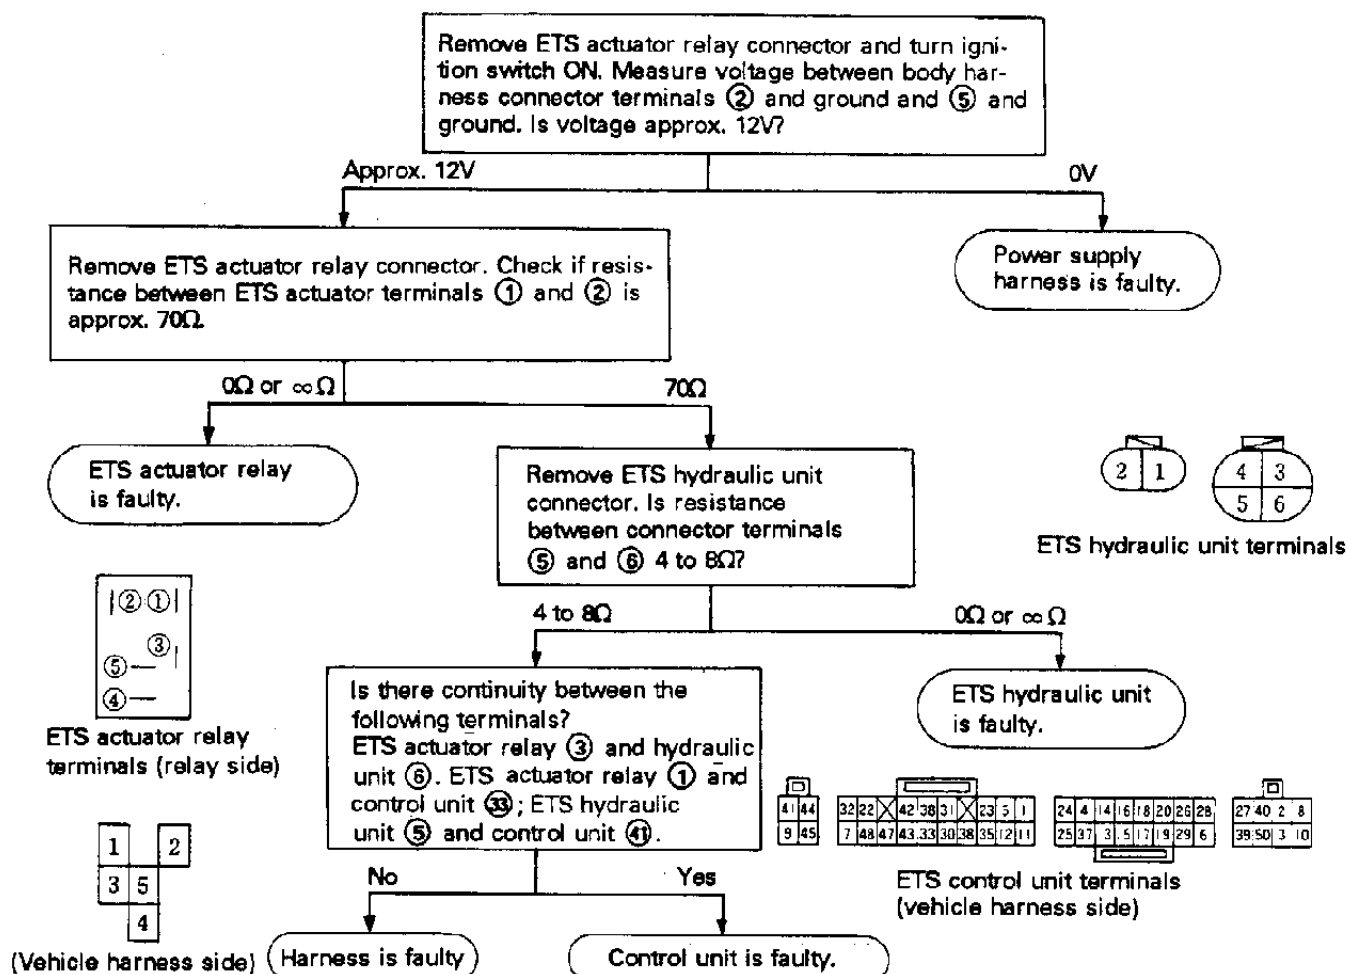 Remove ETS actuator relay connector and turn igni-
tion switch ON. Measure voltage between body har-
ness connector terminals ② and ground and ⑤ and
ground. Is voltage approx. 12V?
Approx. 12V
0V
Remove ETS actuator relay connector. Check if resis-
tance between ETS actuator terminals ① and ② is
approx. 70Ω.
Power supply
harness is faulty.
0Ω or ∞ Ω
70Ω
ETS actuator relay
is faulty.
Remove ETS hydraulic unit
connector. Is resistance
between connector terminals
⑤ and ⑥ 4 to 8Ω?
2 1
4 3
5 6
ETS hydraulic unit terminals
② ①
③
⑤
④
ETS actuator relay
terminals (relay side)
4 to 8Ω
0Ω or ∞ Ω
Is there continuity between the
following terminals?
ETS actuator relay ③ and hydraulic
unit ⑥. ETS actuator relay ① and
control unit ㉝; ETS hydraulic
unit ⑤ and control unit ㊶.
ETS hydraulic unit
is faulty.
41 44
9 45
32 22 42 38 31 23 5 1
7 48 47 43 33 30 38 35 12 11
24 4 14 16 18 20 26 28
25 37 3 15 17 19 29 6
27 40 2 8
39 50 3 10
ETS control unit terminals
(vehicle harness side)
1 2
3 5
4
(Vehicle harness side)
No
Yes
Harness is faulty
Control unit is faulty.